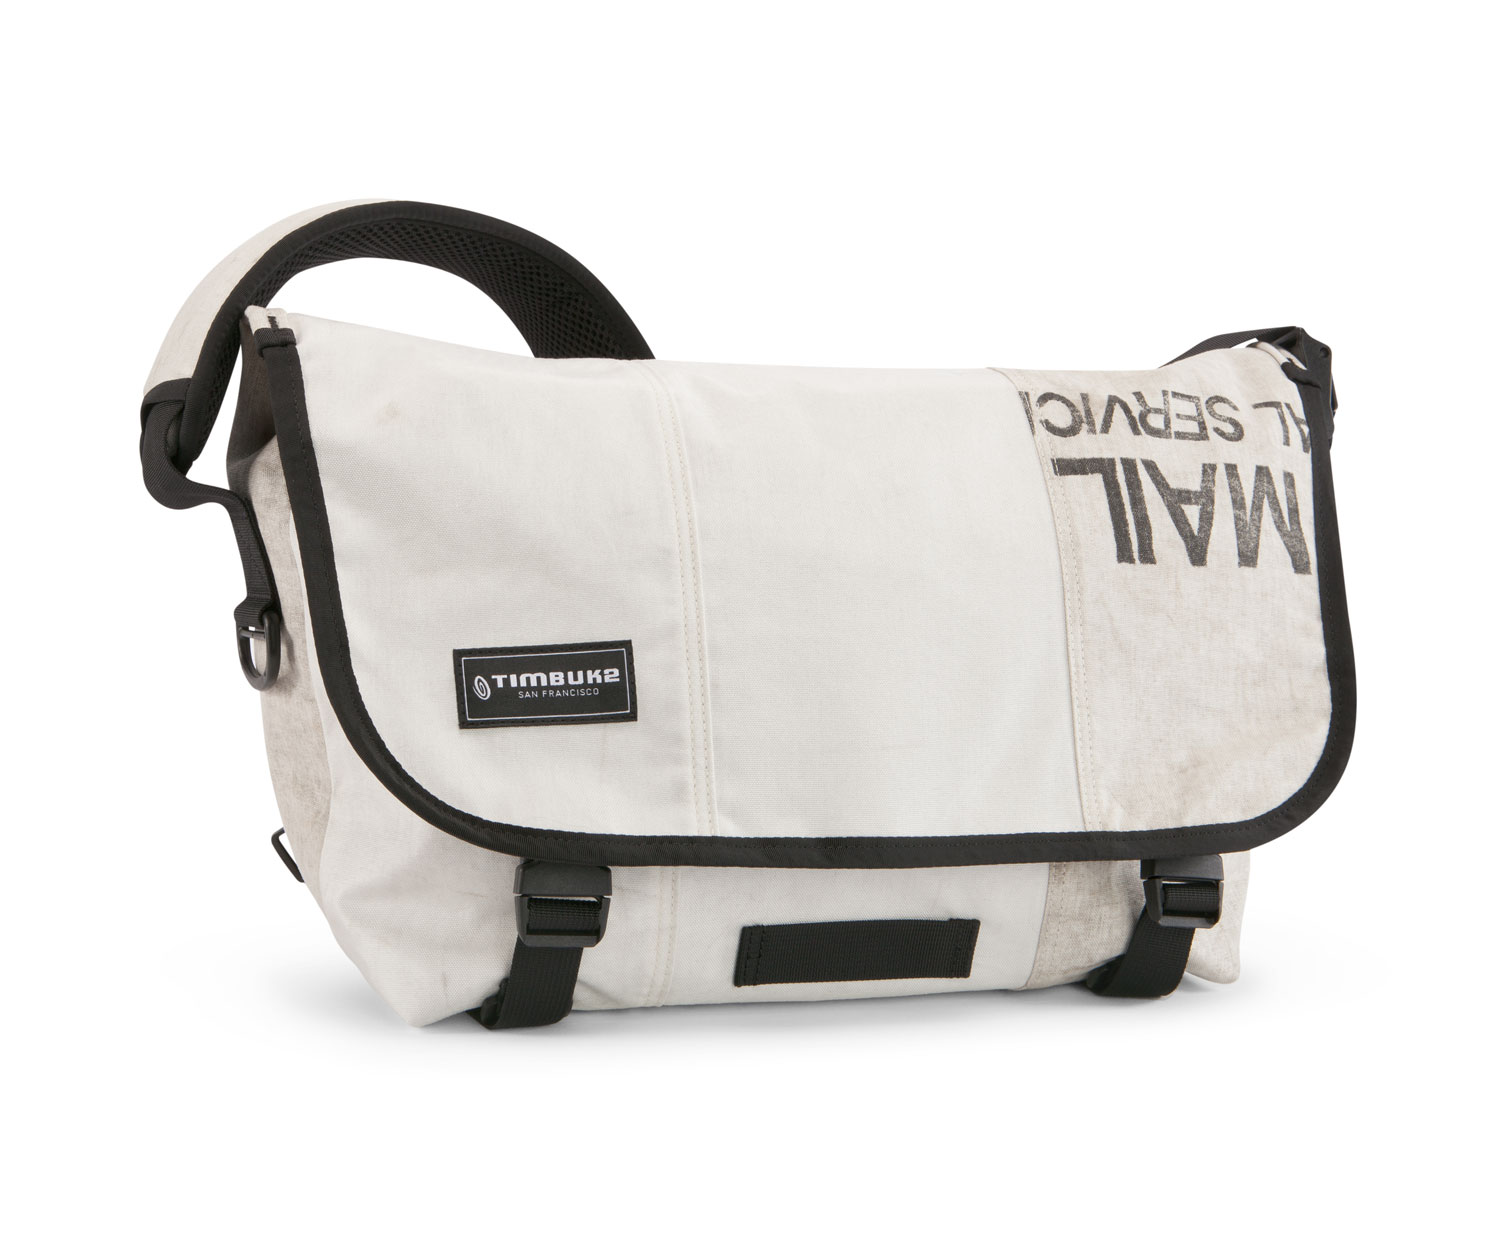 MAIL
AL SERVIC
TIMBUK2
SAN FRANCISCO